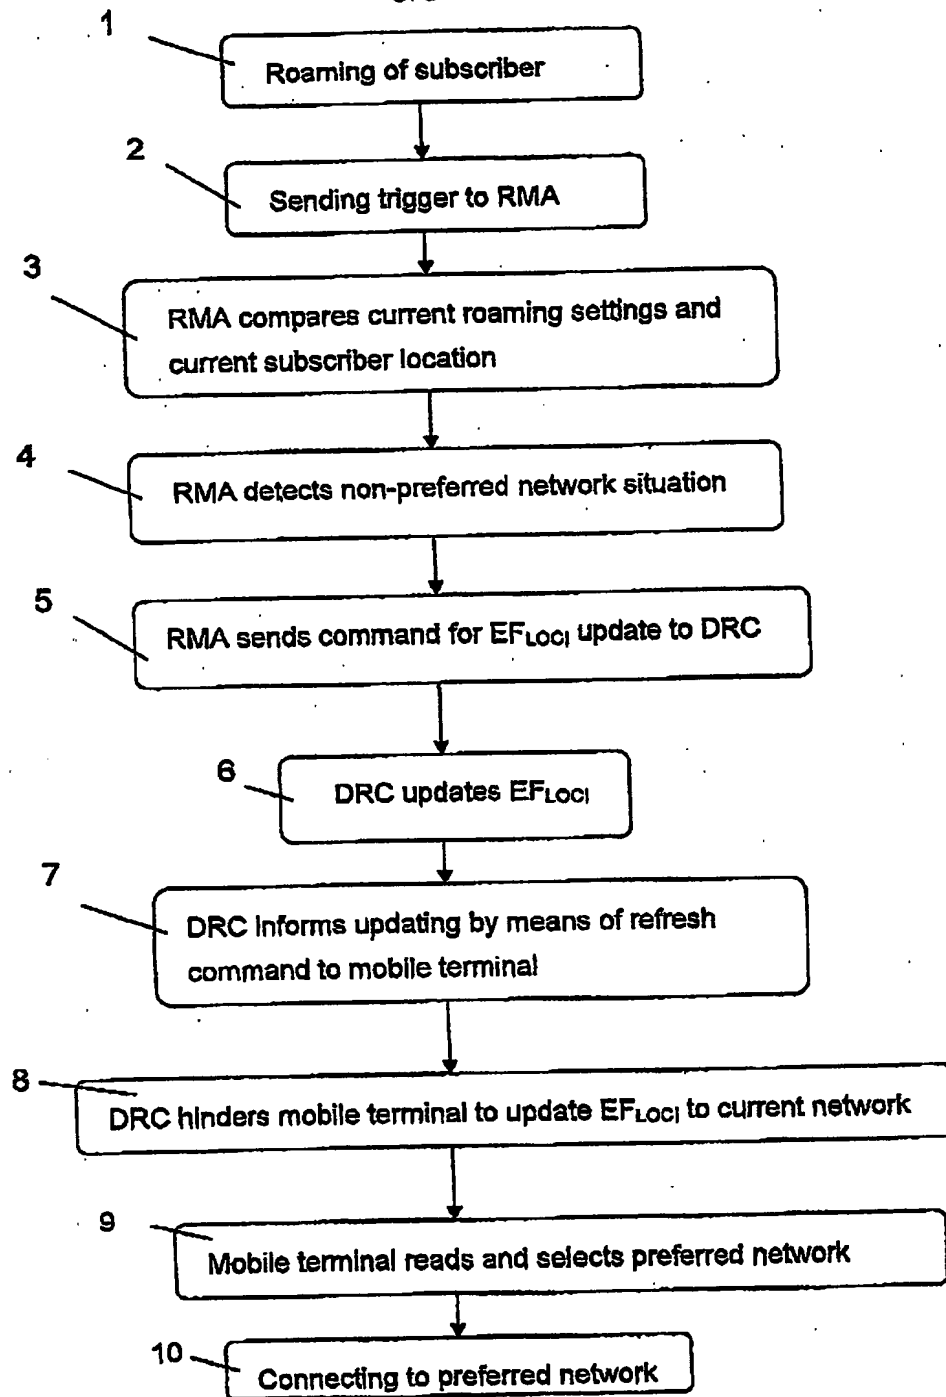 1
Roaming of subscriber
2
Sending trigger to RMA
3
RMA compares current roaming settings and
current subscriber location
4
RMA detects non-preferred network situation
5
RMA sends command for EFLOCI update to DRC
6
DRC updates EFLOCI
7
DRC informs updating by means of refresh
command to mobile terminal
8
DRC hinders mobile terminal to update EFLOCI to current network
9
Mobile terminal reads and selects preferred network
10
Connecting to preferred network